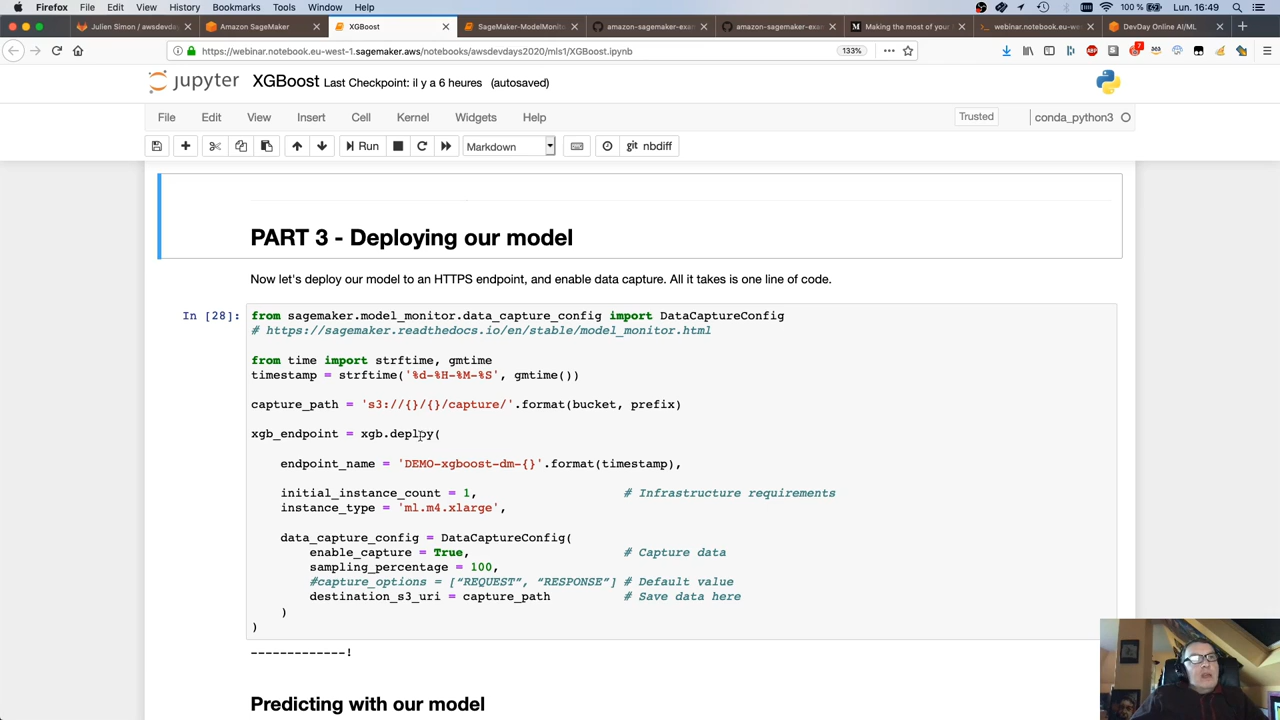 Firefox File Edit View History Bookmarks Tools Window Help 100 % Lun. 16:49
Julien Simon / awsdevdays Amazon SageMaker XGBoost SageMaker-ModelMonitor amazon-sagemaker-exam amazon-sagemaker-exam Making the most of your webinar.notebook.eu-west-1 DevDay Online AI/ML
https://webinar.notebook.eu-west-1.sagemaker.aws/notebooks/awsdevdays2020/mls1/XGBoost.ipynb 133%
jupyter XGBoost Last Checkpoint: il y a 6 heures (autosaved)
File Edit View Insert Cell Kernel Widgets Help Trusted conda_python3
Run Markdown git nbdiff
PART 3 - Deploying our model
Now let's deploy our model to an HTTPS endpoint, and enable data capture. All it takes is one line of code.
In [28]: from sagemaker.model_monitor.data_capture_config import DataCaptureConfig
# https://sagemaker.readthedocs.io/en/stable/model_monitor.html
from time import strftime, gmtime
timestamp = strftime('%d-%H-%M-%S', gmtime())
capture_path = 's3://{}/{}/capture/'.format(bucket, prefix)
xgb_endpoint = xgb.deploy(
endpoint_name = 'DEMO-xgboost-dm-{}'.format(timestamp),
initial_instance_count = 1, # Infrastructure requirements
instance_type = 'ml.m4.xlarge',
data_capture_config = DataCaptureConfig(
enable_capture = True, # Capture data
sampling_percentage = 100,
#capture_options = [“REQUEST”, “RESPONSE”] # Default value
destination_s3_uri = capture_path # Save data here
)
)
-------------!
Predicting with our model